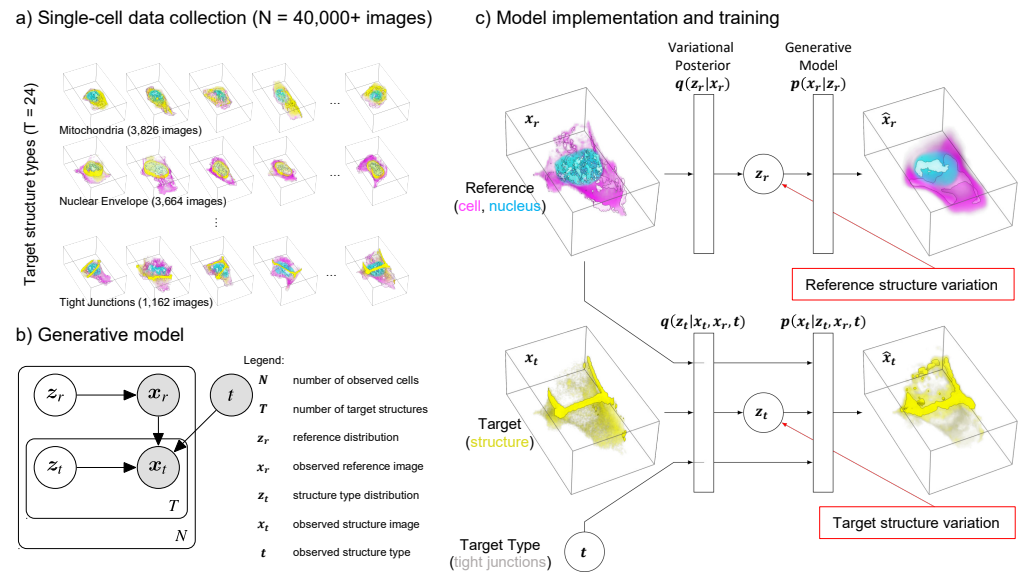 a) Single-cell data collection (N = 40,000+ images)
Target structure types (T = 24)
...
Mitochondria (3,826 images)
...
Nuclear Envelope (3,664 images)
...
...
Tight Junctions (1,162 images)
b) Generative model
z_r
x_r
t
z_t
x_t
T
N
Legend:
N number of observed cells
T number of target structures
z_r reference distribution
x_r observed reference image
z_t structure type distribution
x_t observed structure image
t observed structure type
c) Model implementation and training
Variational
Posterior
q(z_r|x_r)
Generative
Model
p(x_r|z_r)
x_r
x̂_r
z_r
Reference
(cell, nucleus)
Reference structure variation
q(z_t|x_t, x_r, t)
p(x_t|z_t, x_r, t)
x_t
x̂_t
z_t
Target
(structure)
Target structure variation
Target Type
(tight junctions)
t